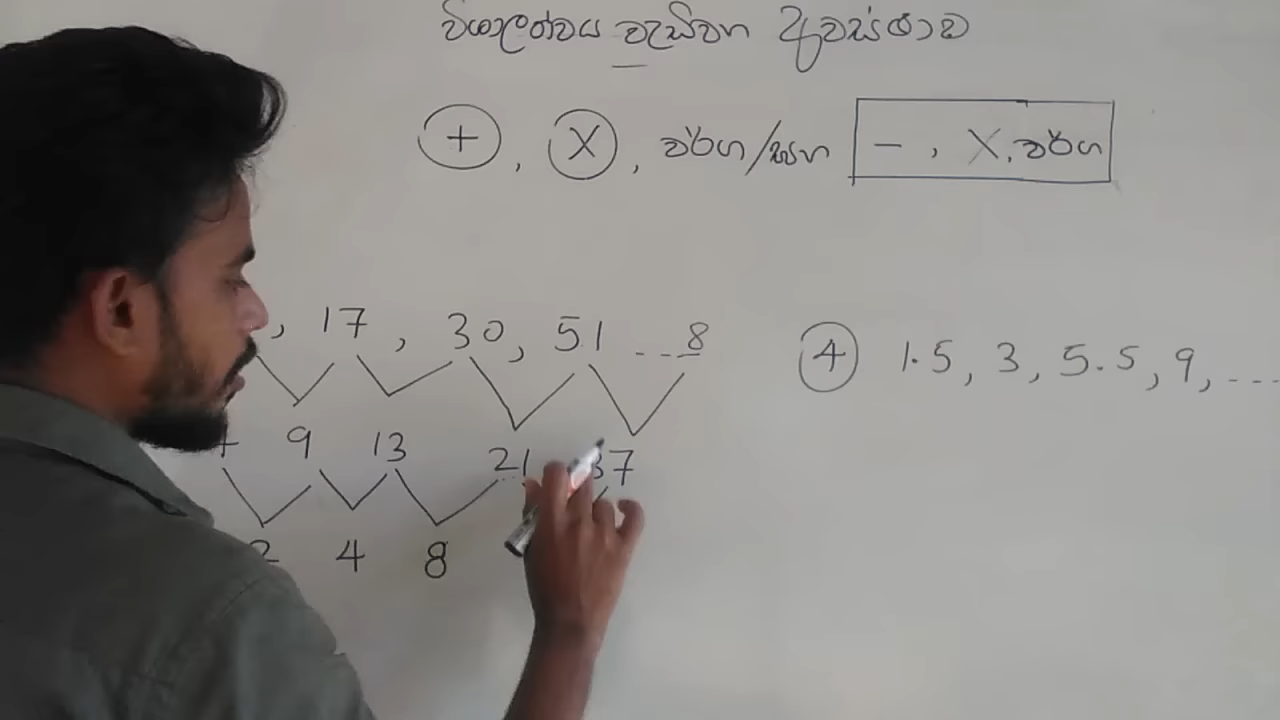 විශාලත්වය වැඩිවන අවස්ථාව
+, X, වර්ග/ඝන -, X, වර්ග
, 17, 30, 51 ... 8
④ 1.5, 3, 5.5, 9, ...
9 13 21 37
2 4 8